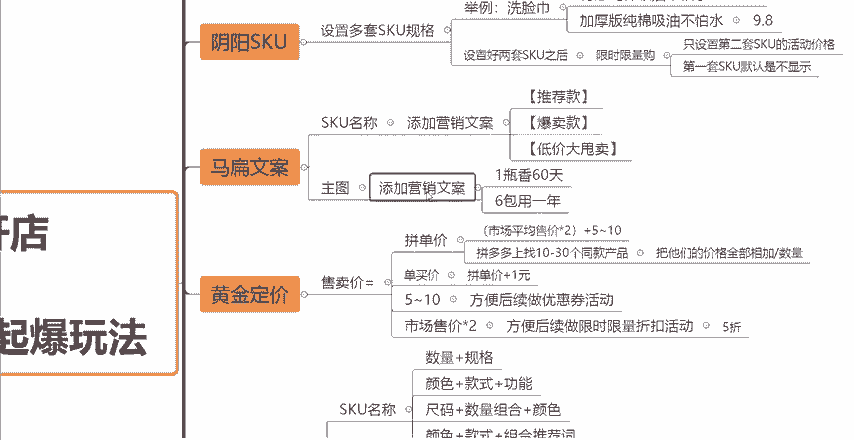 举例：洗脸巾
加厚版纯棉吸油不怕水 9.8
阴阳SKU 设置多套SKU规格
设置好两套SKU之后 限时限量购
只设置第二套SKU的活动价格
第一套SKU默认是不显示
马扁文案
SKU名称 添加营销文案
【推荐款】
【爆卖款】
【低价大甩卖】
主图 添加营销文案
1瓶香60天
6包用一年
开店
起爆玩法
黄金定价 售卖价=
拼单价
（市场平均售价*2）+5~10
拼多多上找10-30个同款产品 把他们的价格全部相加/数量
单买价 拼单价+1元
5~10 方便后续做优惠券活动
市场售价*2 方便后续做限时限量折扣活动 5折
SKU名称
数量+规格
颜色+款式+功能
尺码+数量组合+颜色
颜色+款式+组合推荐词